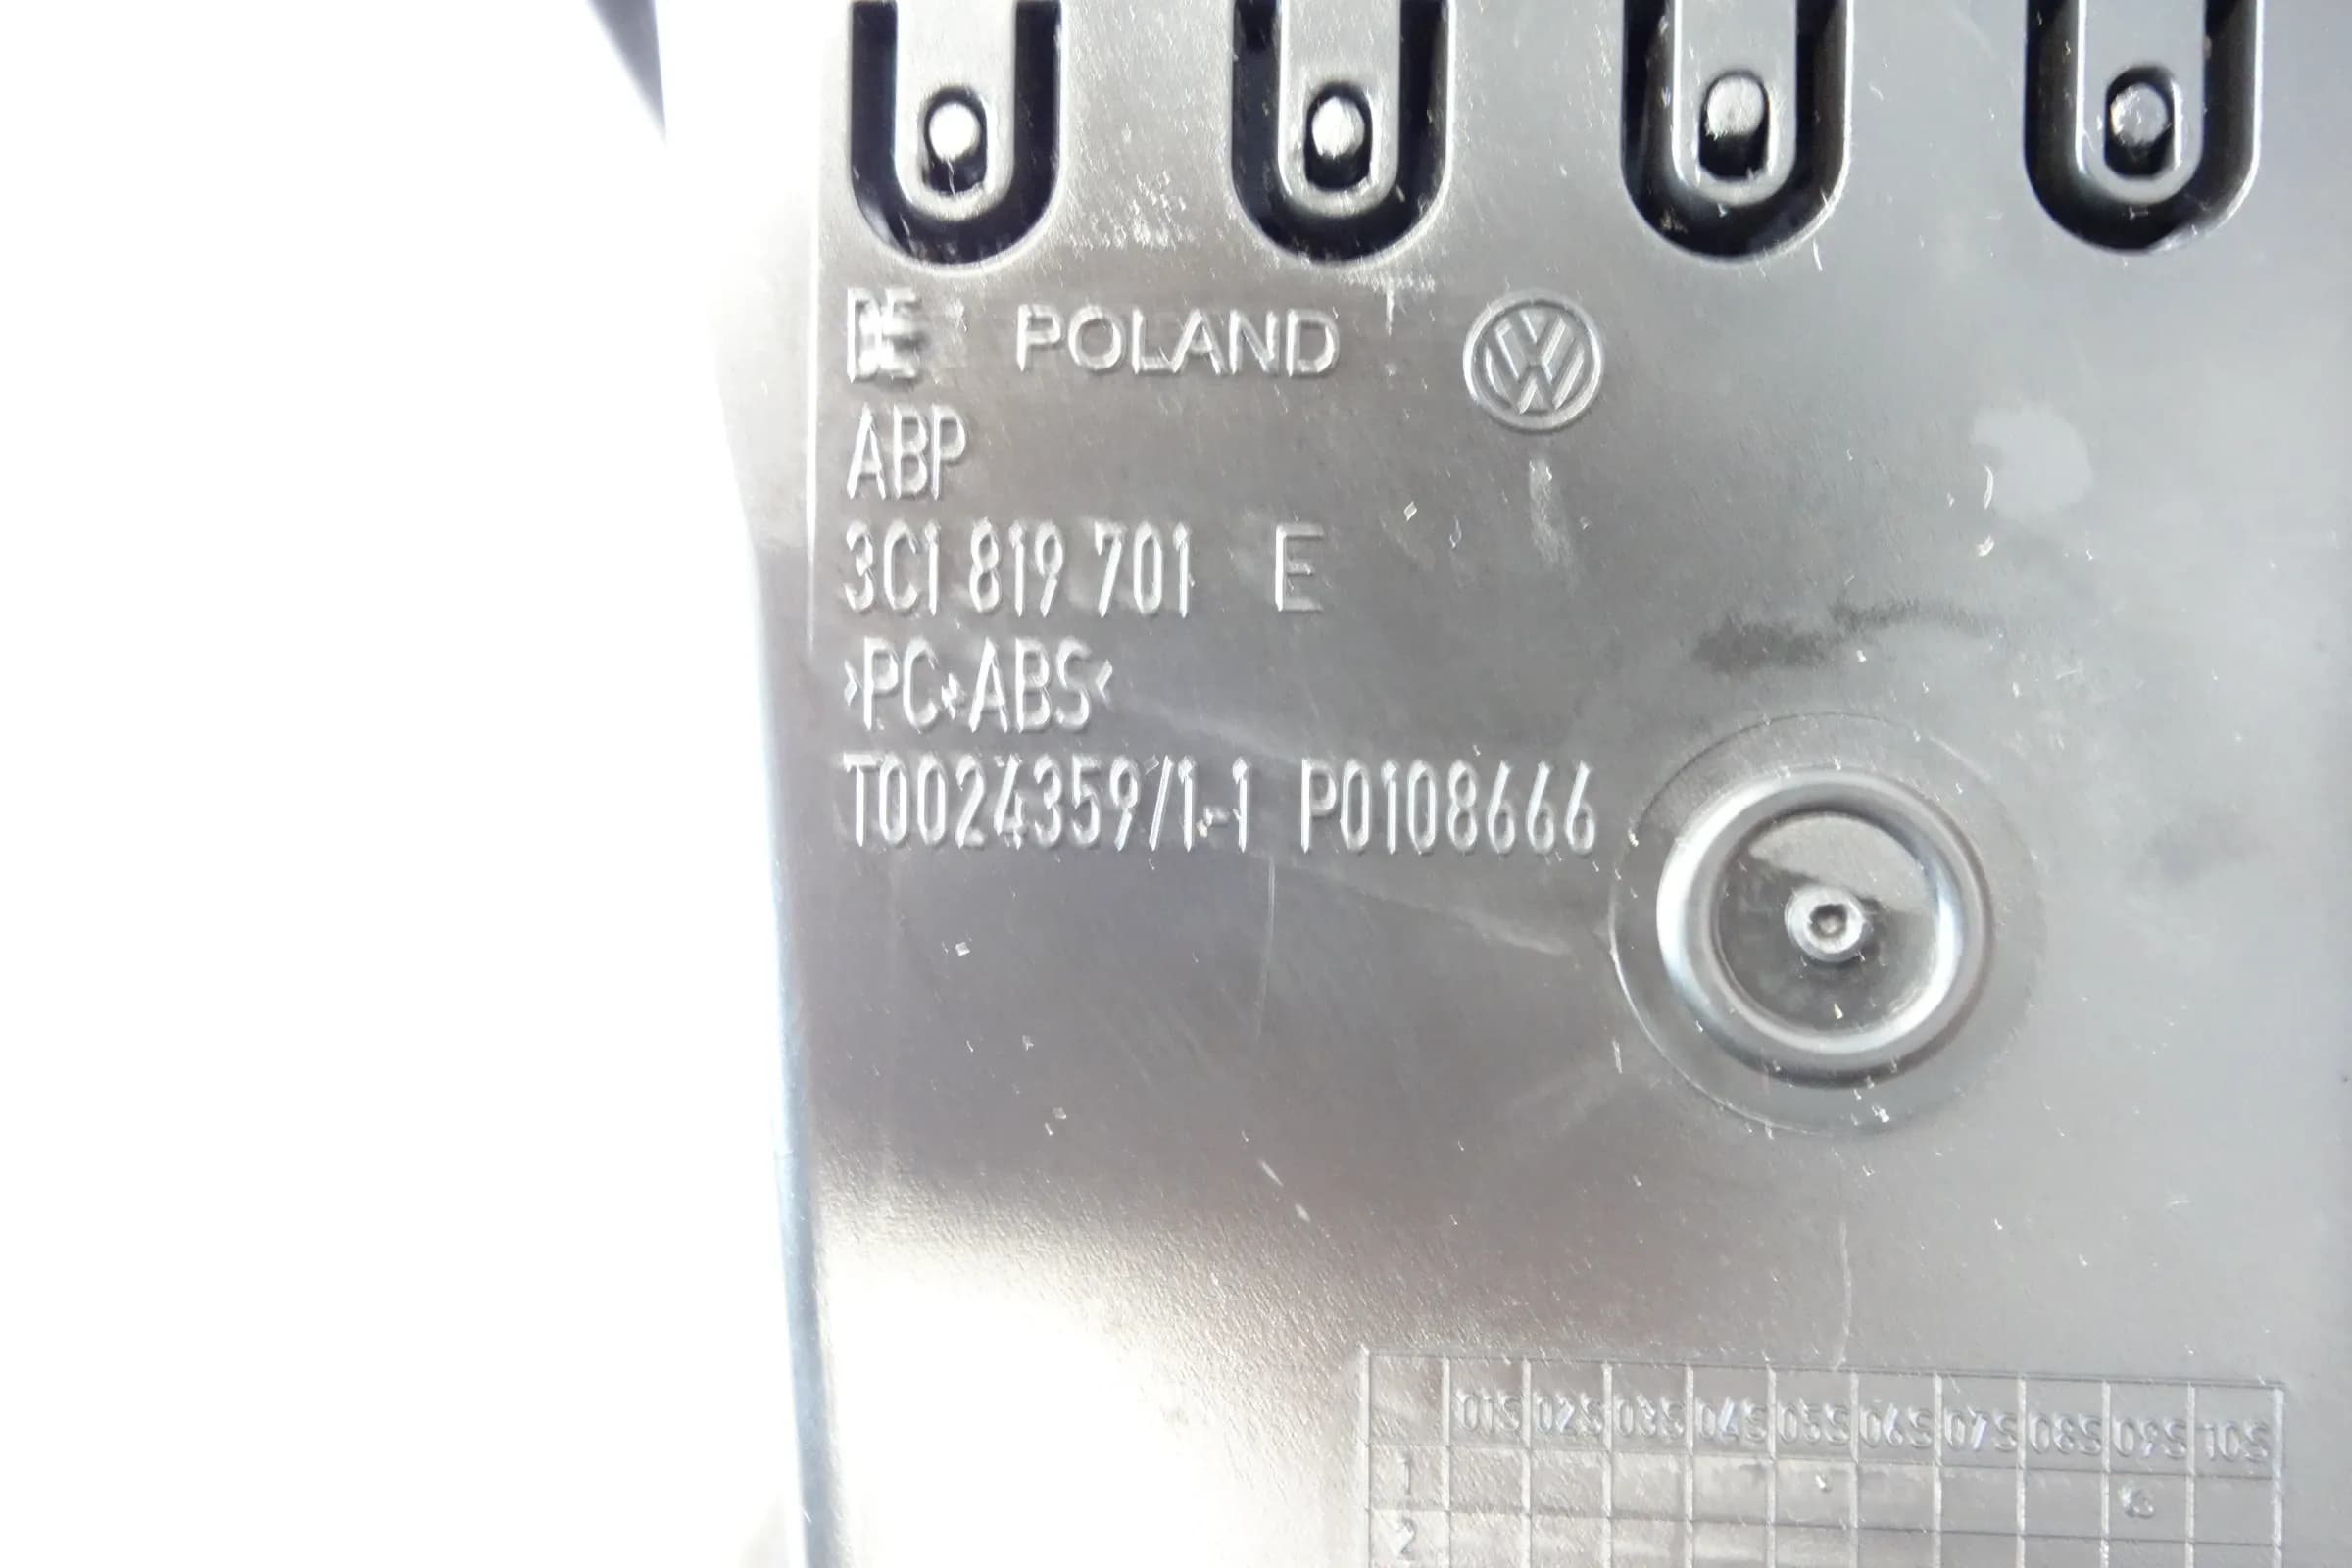 POLAND
ABP
3C1 819 701 E
>PC+ABS<
T0024359/1-1 P0108666
01S 02S 03S 04S 05S 06S 07S 08S 09S 10S
1
2